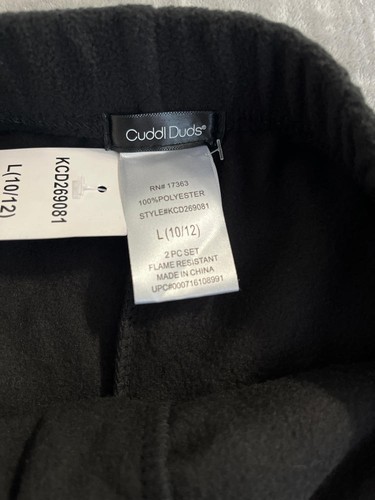 Cuddl Duds®
RN# 17363
100%POLYESTER
STYLE#KCD269081
L (10/12)
2 PC SET
FLAME RESISTANT
MADE IN CHINA
UPC#000716108991
KCD269081
L(10/12)